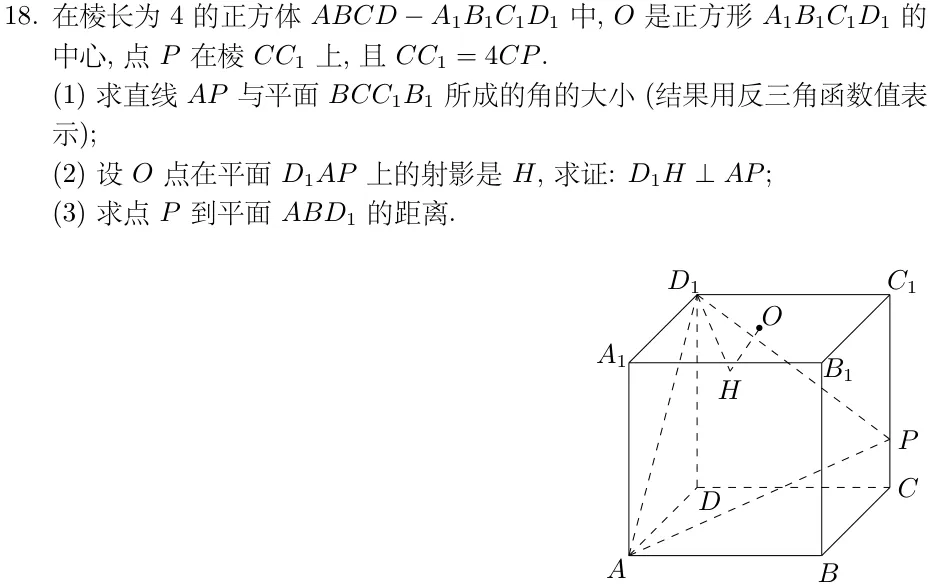 18. 在棱长为 4 的正方体 ABCD − A₁B₁C₁D₁ 中, O 是正方形 A₁B₁C₁D₁ 的
中心, 点 P 在棱 CC₁ 上, 且 CC₁ = 4CP.
(1) 求直线 AP 与平面 BCC₁B₁ 所成的角的大小 (结果用反三角函数值表
示);
(2) 设 O 点在平面 D₁AP 上的射影是 H, 求证: D₁H ⊥ AP;
(3) 求点 P 到平面 ABD₁ 的距离.
D₁
C₁
O
A₁
B₁
H
P
D
C
A
B